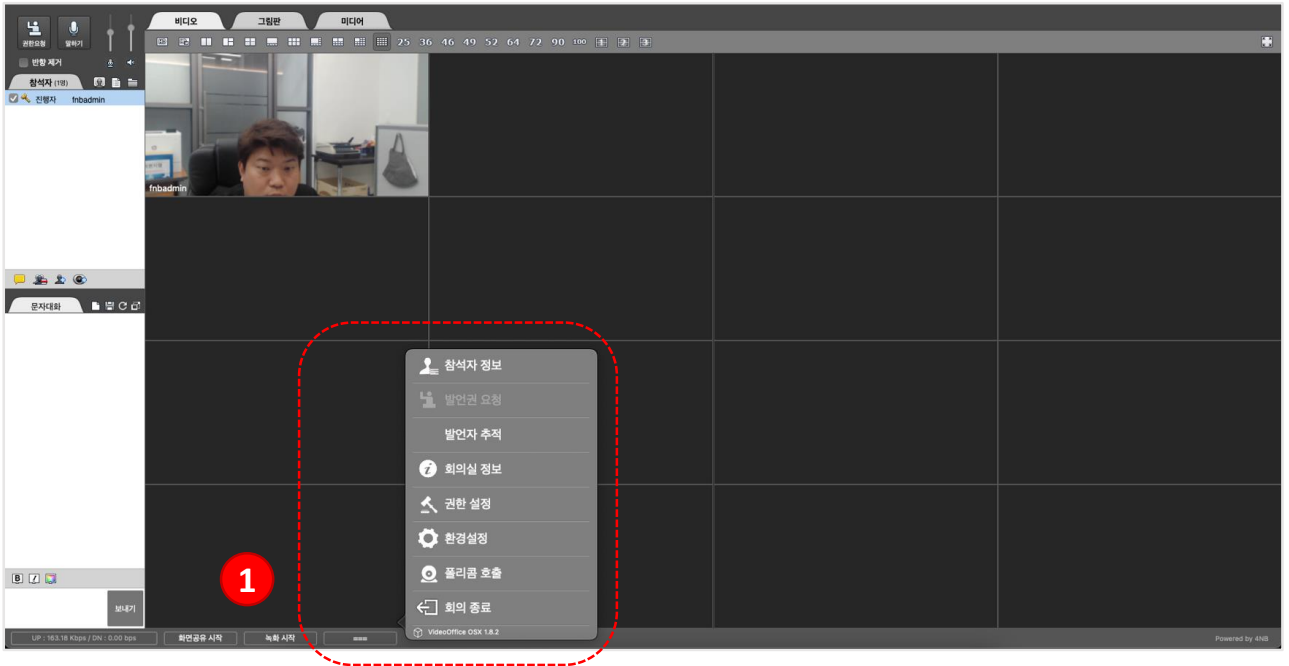 비디오 그림판 미디어
권한요청 말하기
25 36 46 49 52 64 72 90 100
반향 제거
참석자 (1명)
진행자 fnbadmin
fnbadmin
문자대화
참석자 정보
발언권 요청
발언자 추적
회의실 정보
권한 설정
환경설정
폴리콤 호출
회의 종료
VideoOffice OSX 1.8.2
1
B I
보내기
UP : 163.18 Kbps / DN : 0.00 bps 화면공유 시작 녹화 시작 Powered by 4NB